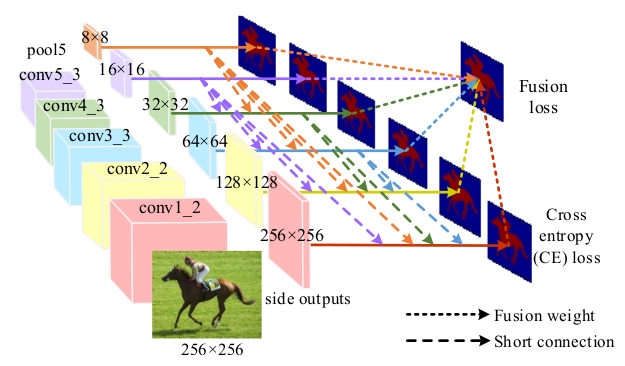 8×8
pool5
16×16
conv5_3
32×32
conv4_3
64×64
conv3_3
128×128
conv2_2
256×256
conv1_2
side outputs
256×256
Fusion
loss
Cross
entropy
(CE) loss
Fusion weight
Short connection